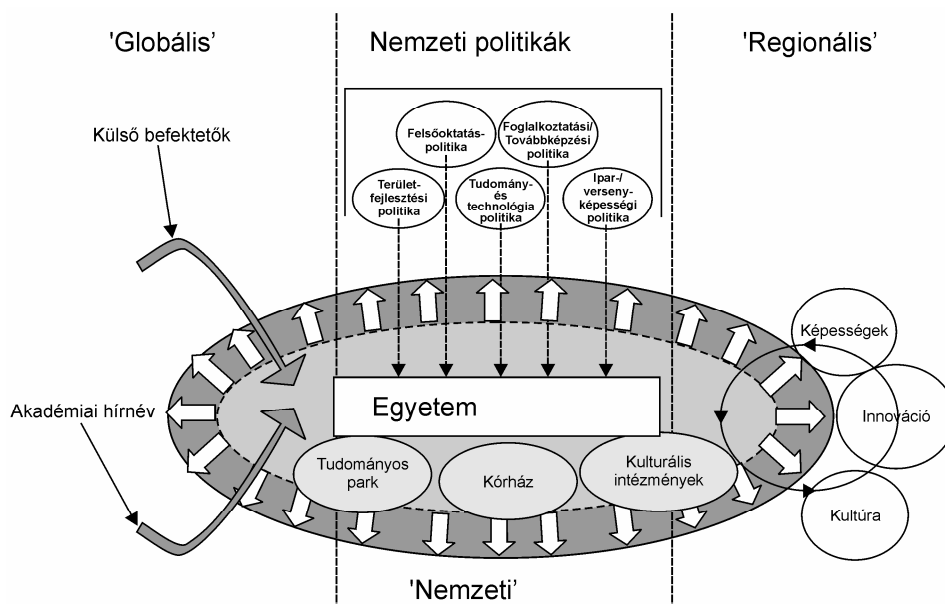 'Globális’
Nemzeti politikák
'Regionális’
Külső befektetők
Felsőoktatás-
politika
Foglalkoztatási/
Továbbképzési
politika
Terület-
fejlesztési
politika
Tudomány-
és
technológia
politika
Ipar-/
verseny-
képességi
politika
Képességek
Akadémiai hírnév
Egyetem
Innováció
Tudományos
park
Kórház
Kulturális
intézmények
Kultúra
'Nemzeti’